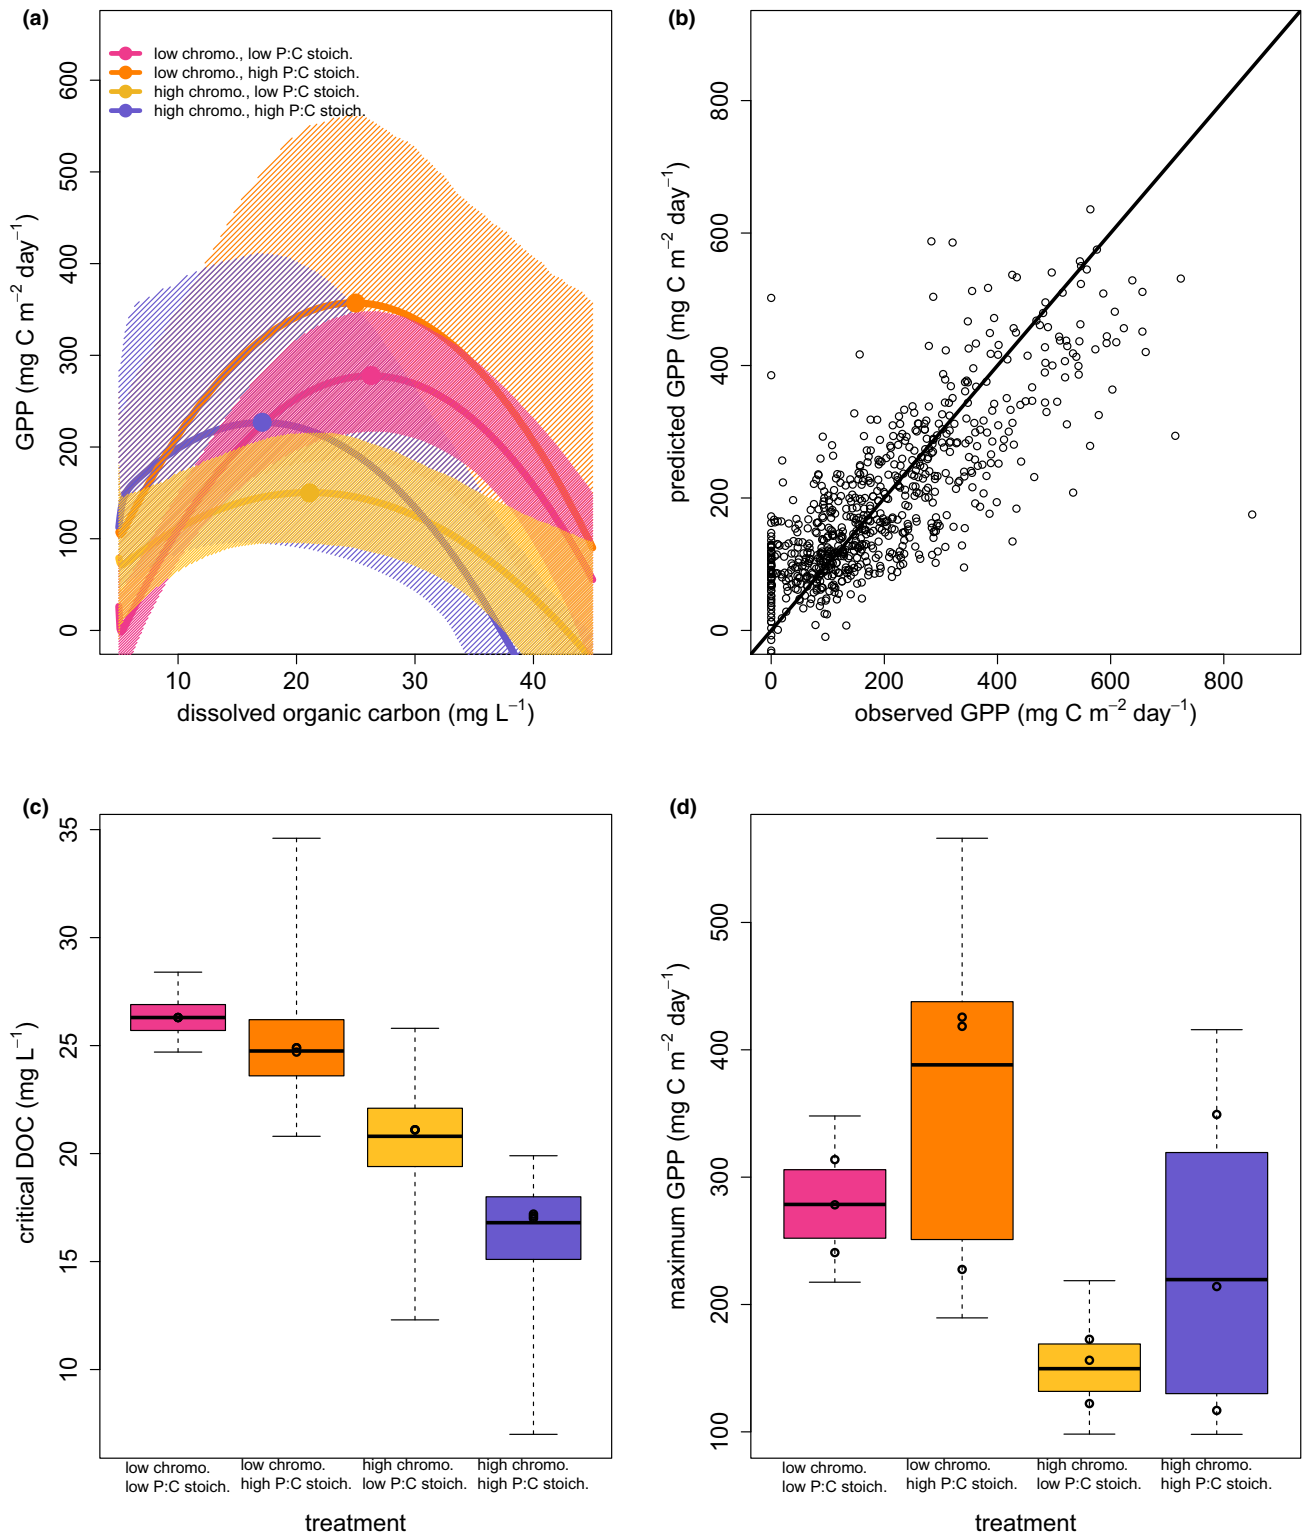 (a)
low chromo., low P:C stoich.
low chromo., high P:C stoich.
high chromo., low P:C stoich.
high chromo., high P:C stoich.
GPP (mg C m−2 day−1)
600
500
400
300
200
100
0
10 20 30 40
dissolved organic carbon (mg L−1)
(b)
predicted GPP (mg C m−2 day−1)
800
600
400
200
0
0 200 400 600 800
observed GPP (mg C m−2 day−1)
(c)
critical DOC (mg L−1)
35
30
25
20
15
10
low chromo.
low P:C stoich.
low chromo.
high P:C stoich.
high chromo.
low P:C stoich.
high chromo.
high P:C stoich.
treatment
(d)
maximum GPP (mg C m−2 day−1)
500
400
300
200
100
low chromo.
low P:C stoich.
low chromo.
high P:C stoich.
high chromo.
low P:C stoich.
high chromo.
high P:C stoich.
treatment